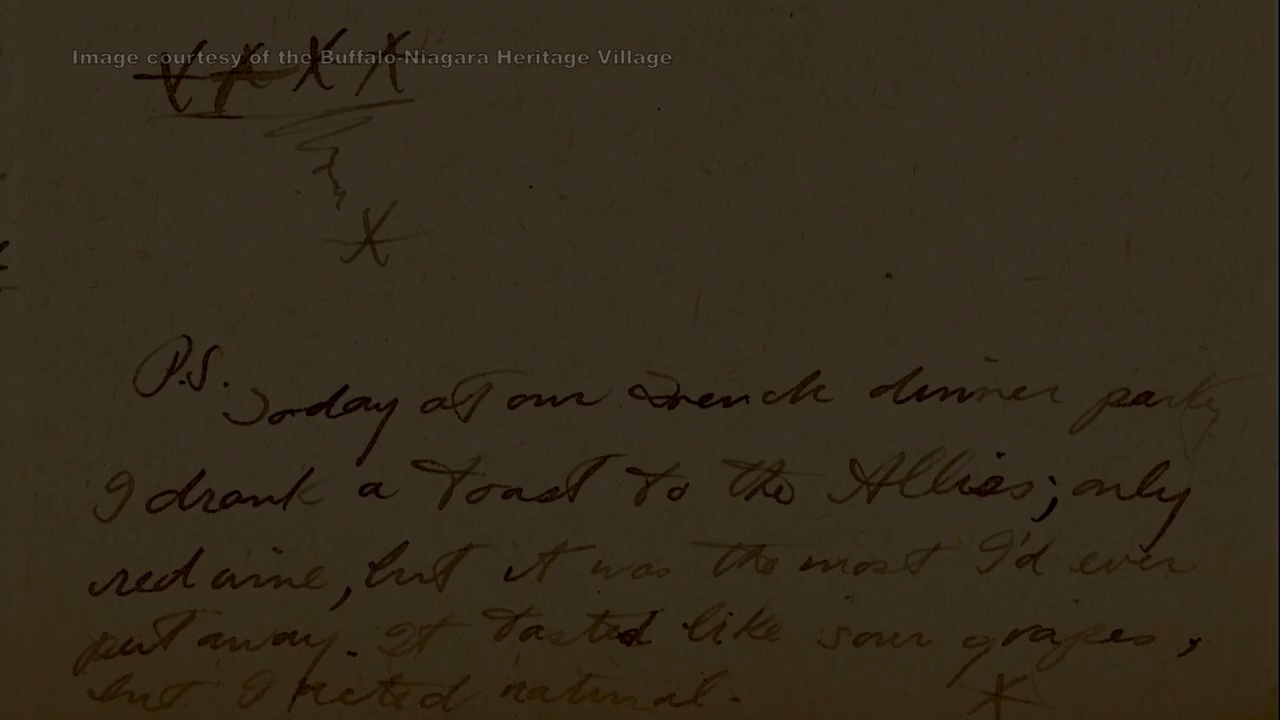 Image courtesy of the Buffalo-Niagara Heritage Village
X X X X
X
P.S.
Today at our French dinner party
I drank a toast to the Allies; only
red wine, but it was the most I'd ever
put away. It tasted like sour grapes,
but I acted natural.
X